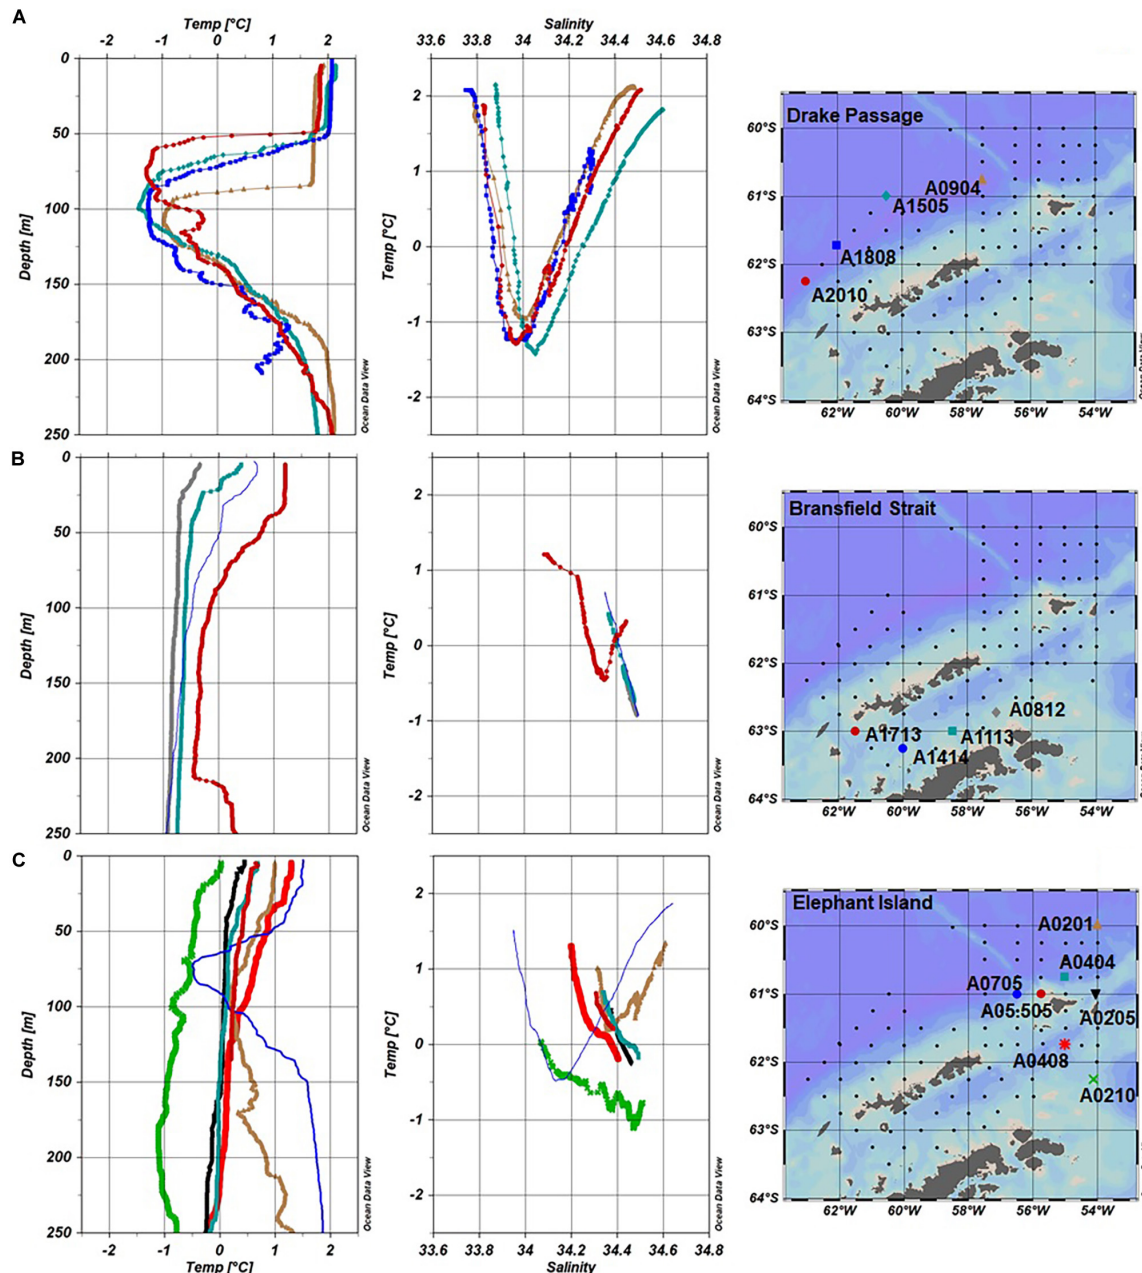 A
Temp [°C]
-2 -1 0 1 2
0
50
100
150
200
250
Depth [m]
Ocean Data View
Salinity
33.6 33.8 34 34.2 34.4 34.6 34.8
2
1
0
-1
-2
Temp [°C]
Ocean Data View
Drake Passage
A0904
A1505
A1808
A2010
60°S
61°S
62°S
63°S
64°S
62°W 60°W 58°W 56°W 54°W
B
0
50
100
150
200
250
Depth [m]
Ocean Data View
2
1
0
-1
-2
Temp [°C]
Ocean Data View
Bransfield Strait
A0812
A1713
A1113
A1414
60°S
61°S
62°S
63°S
64°S
62°W 60°W 58°W 56°W 54°W
C
0
50
100
150
200
250
Depth [m]
-2 -1 0 1 2
Temp [°C]
Ocean Data View
2
1
0
-1
-2
Temp [°C]
33.6 33.8 34 34.2 34.4 34.6 34.8
Salinity
Ocean Data View
Elephant Island
A0201
A0404
A0705
A05.505
A0205
A0408
A0210
60°S
61°S
62°S
63°S
64°S
62°W 60°W 58°W 56°W 54°W